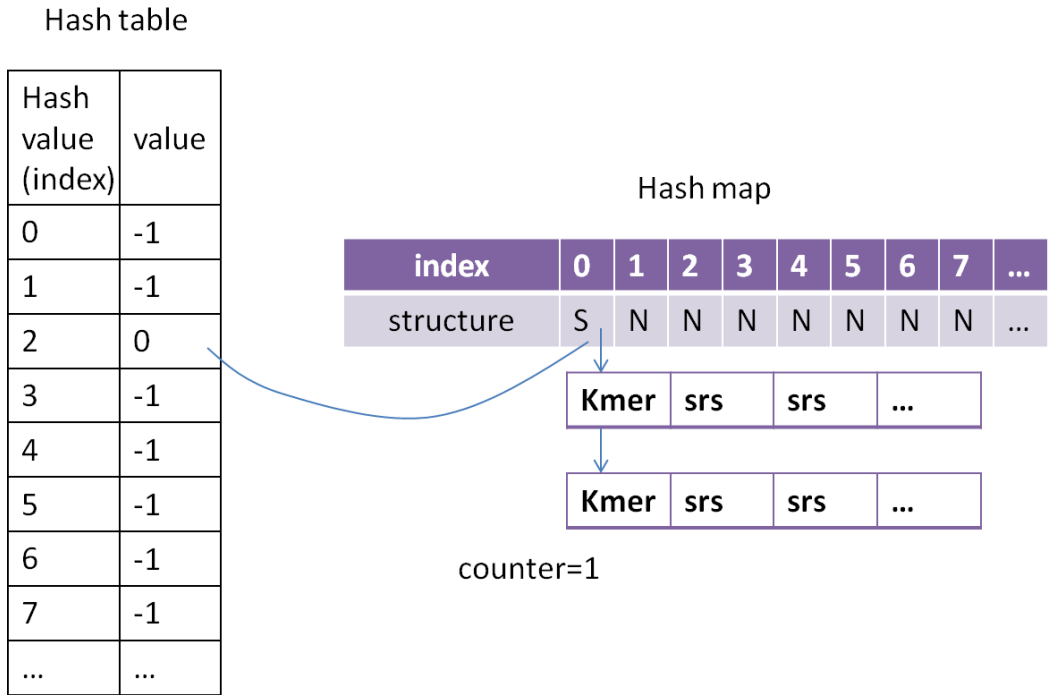 Hash table
Hash
value
(index)
value
0 -1
1 -1
2 0
3 -1
4 -1
5 -1
6 -1
7 -1
... ...
Hash map
index 0 1 2 3 4 5 6 7 ...
structure S N N N N N N N ...
Kmer srs srs ...
Kmer srs srs ...
counter=1